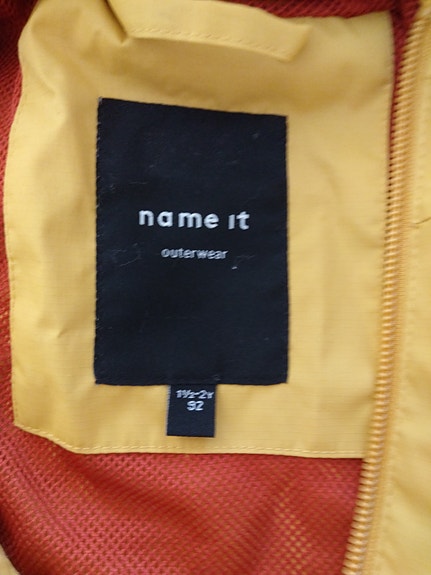 name it
outerwear
1½-2Y
92